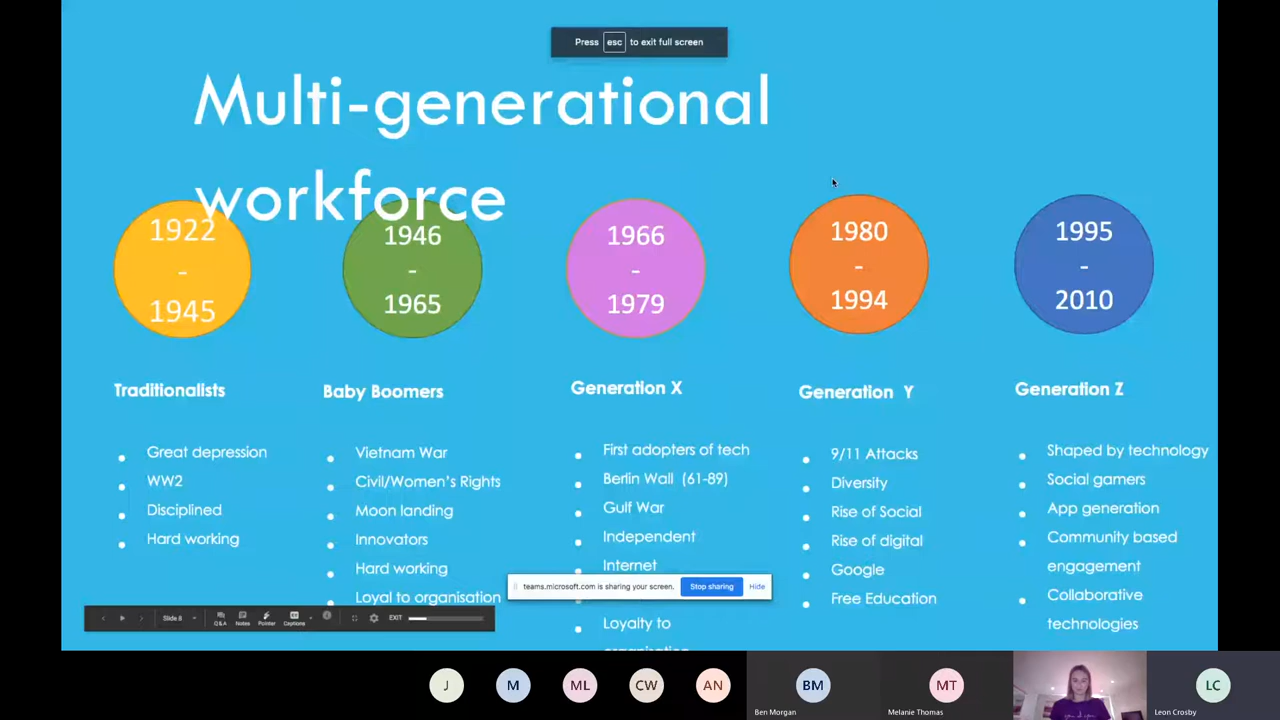 Press esc to exit full screen
Multi-generational
workforce
1922
-
1945
1946
-
1965
1966
-
1979
1980
-
1994
1995
-
2010
Traditionalists
Great depression
WW2
Disciplined
Hard working
Baby Boomers
Vietnam War
Civil/Women's Rights
Moon landing
Innovators
Hard working
Loyal to organisation
Generation X
First adopters of tech
Berlin Wall (61-89)
Gulf War
Independent
Internet
Loyalty to
Generation Y
9/11 Attacks
Diversity
Rise of Social
Rise of digital
Google
Free Education
Generation Z
Shaped by technology
Social gamers
App generation
Community based
engagement
Collaborative
technologies
teams.microsoft.com is sharing your screen. Stop sharing Hide
Slide 8 Q&A Notes Pointer Captions EXIT
J M ML CW AN BM MT LC
Ben Morgan Melanie Thomas Leon Crosby